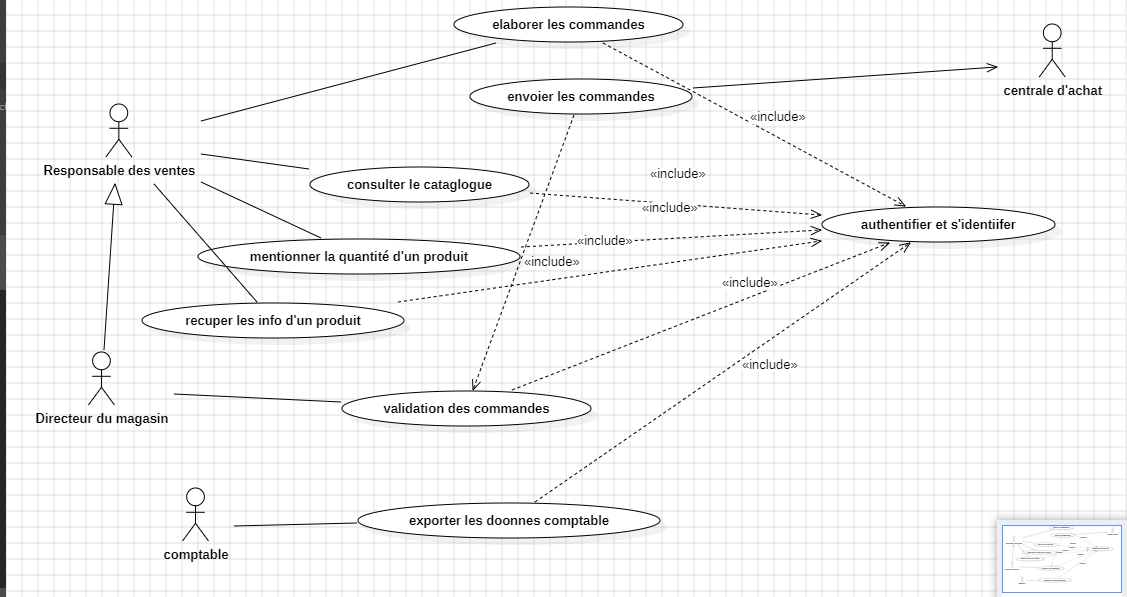 elaborer les commandes
envoier les commandes
centrale d'achat
«include»
Responsable des ventes
«include»
consulter le cataglogue
«include»
authentifier et s'identiifer
«include»
mentionner la quantité d'un produit
«include»
«include»
recuper les info d'un produit
«include»
Directeur du magasin
validation des commandes
exporter les doonnes comptable
comptable